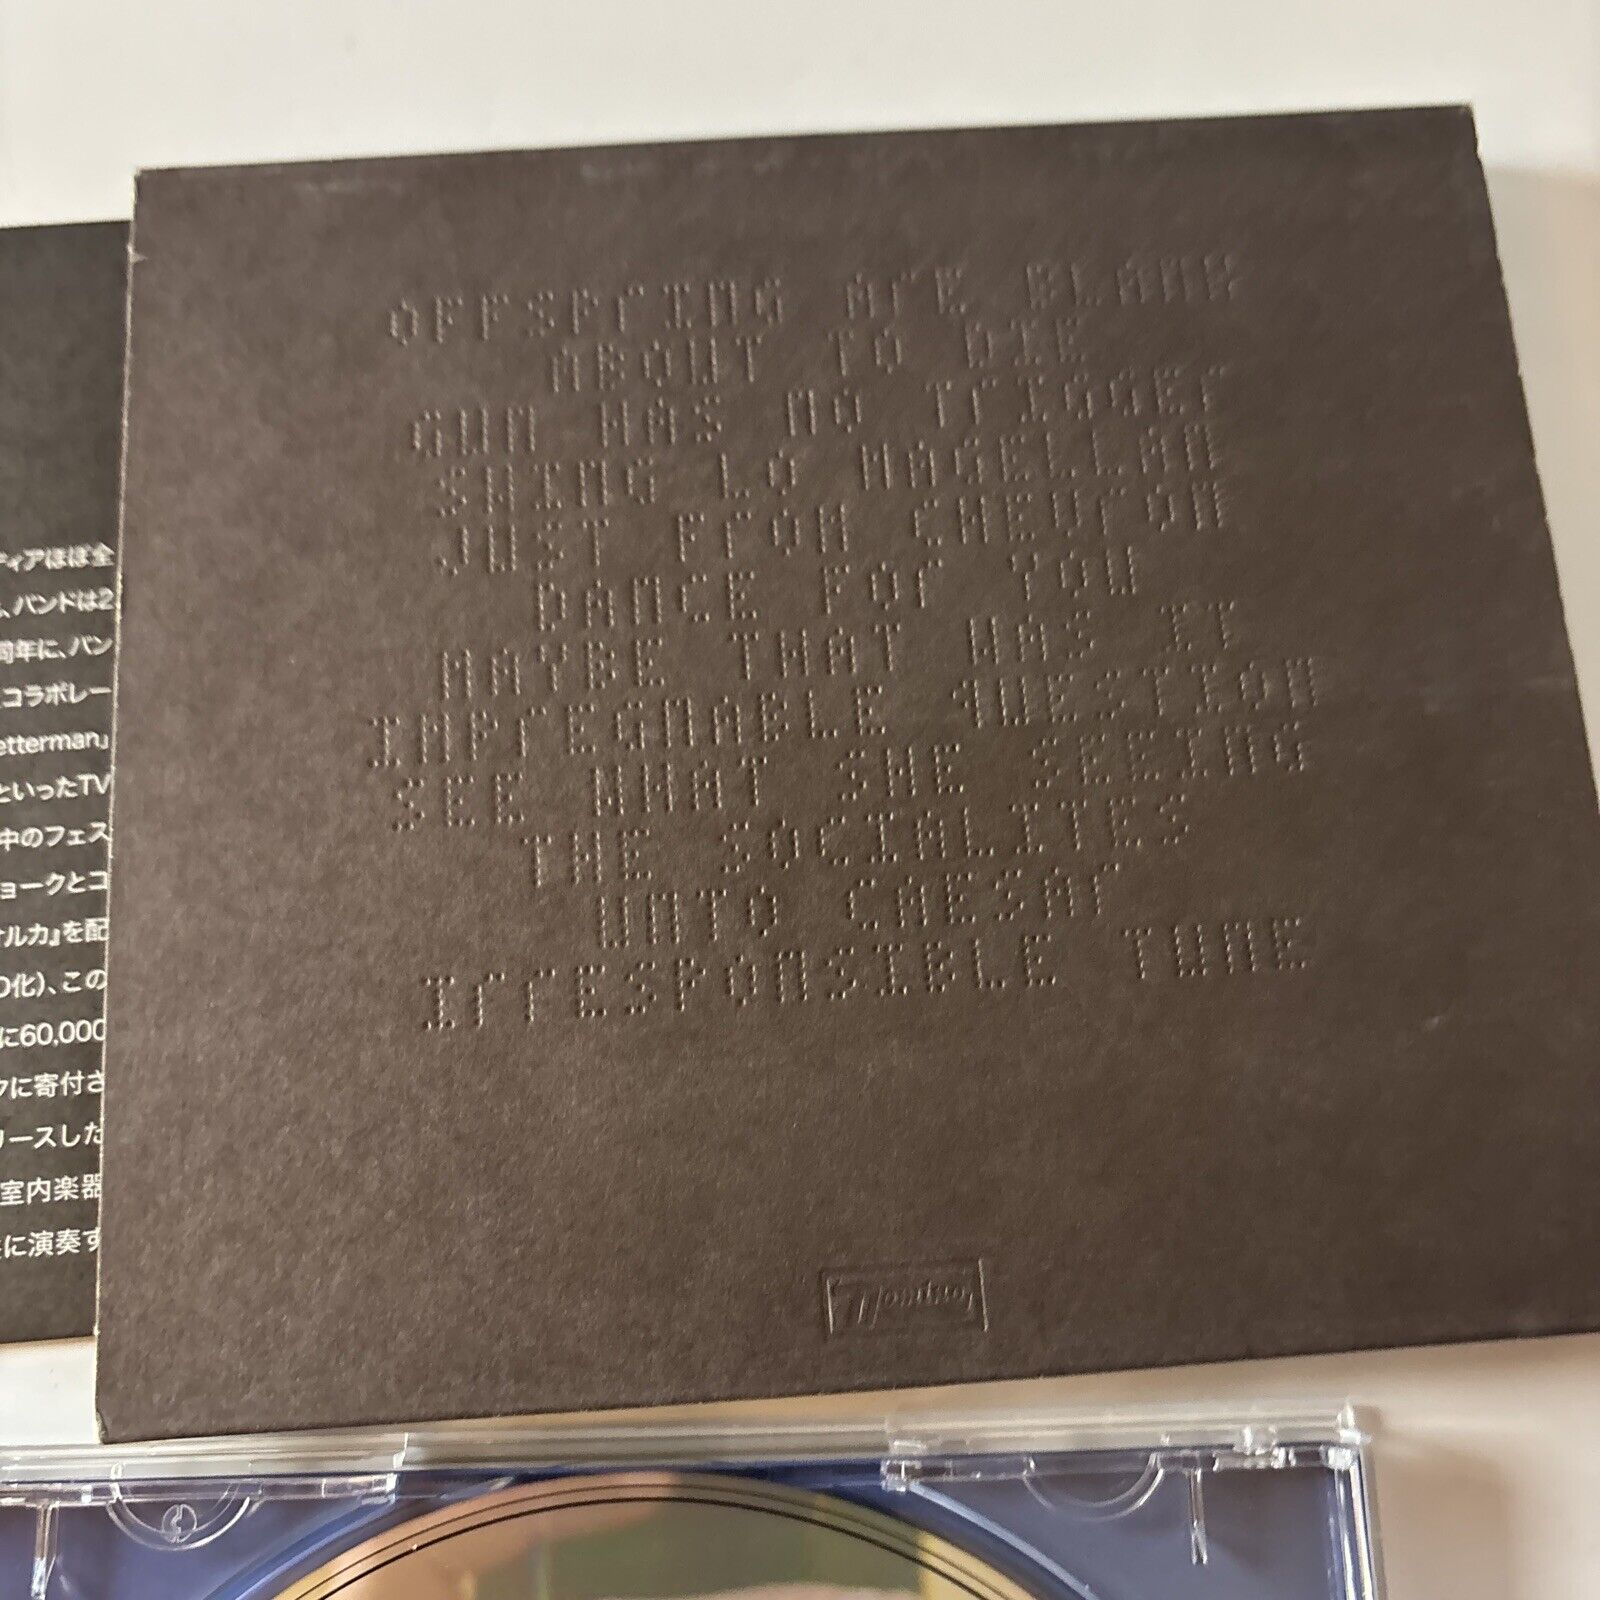 OFFSPrING ArE BLANK
ABOUT TO DIE
GUN HAS NO TrIGGEr
SWING LO MAGELLAN
JUST FrOM CHEVrON
DANCE FOr YOU
MAYBE THAT WAS IT
IMPrEGNABLE qUESTION
SEE WHAT SHE SEEING
THE SOCIALITES
UNTO CAESAr
IrrESPONSIBLE TUNE
ティアほぼ全
、バンドは2
同年に、バン
コラボレー
etterman」
といったTV
中のフェス
ョークとコ
オルカ』を配
化)、この
に60,000
クに寄付さ
リースした
室内楽器
に演奏す